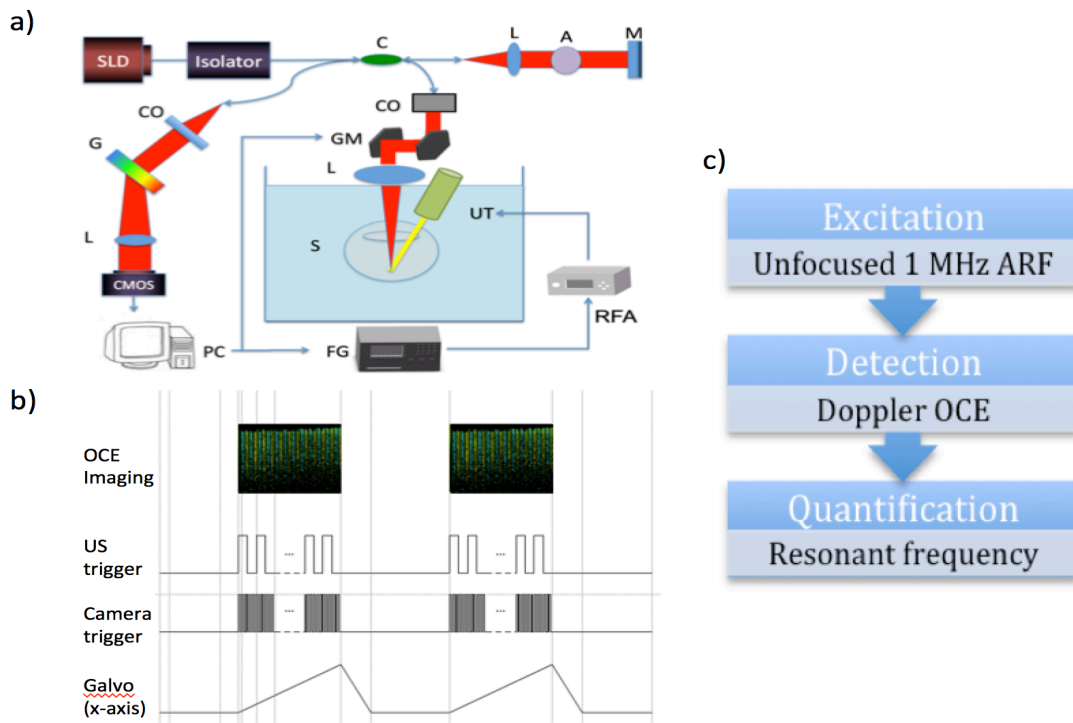 a)
SLD
Isolator
C
L
A
M
CO
CO
G
GM
L
L
UT
S
CMOS
RFA
PC
FG
b)
OCE
Imaging
...
...
US
trigger
...
...
Camera
trigger
...
...
Galvo
(x-axis)
c)
Excitation
Unfocused 1 MHz ARF
Detection
Doppler OCE
Quantification
Resonant frequency